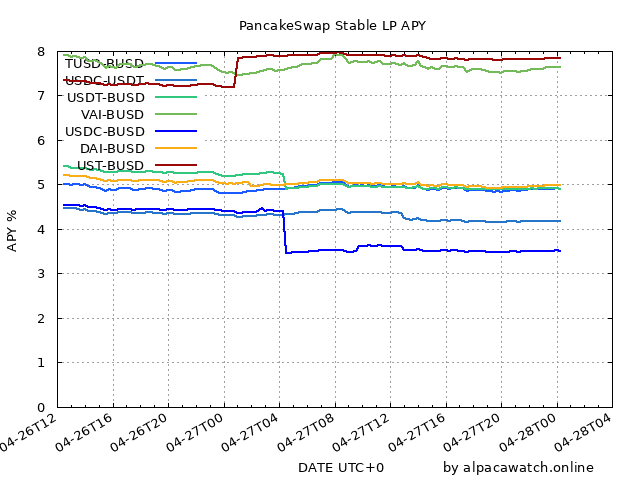 PancakeSwap Stable LP APY
8
7
6
5
4
3
2
1
0
APY %
TUSD-BUSD
USDC-USDT
USDT-BUSD
VAI-BUSD
USDC-BUSD
DAI-BUSD
UST-BUSD
04-26T12
04-26T16
04-26T20
04-27T00
04-27T04
04-27T08
04-27T12
04-27T16
04-27T20
04-28T00
04-28T04
DATE UTC+0
by alpacawatch.online